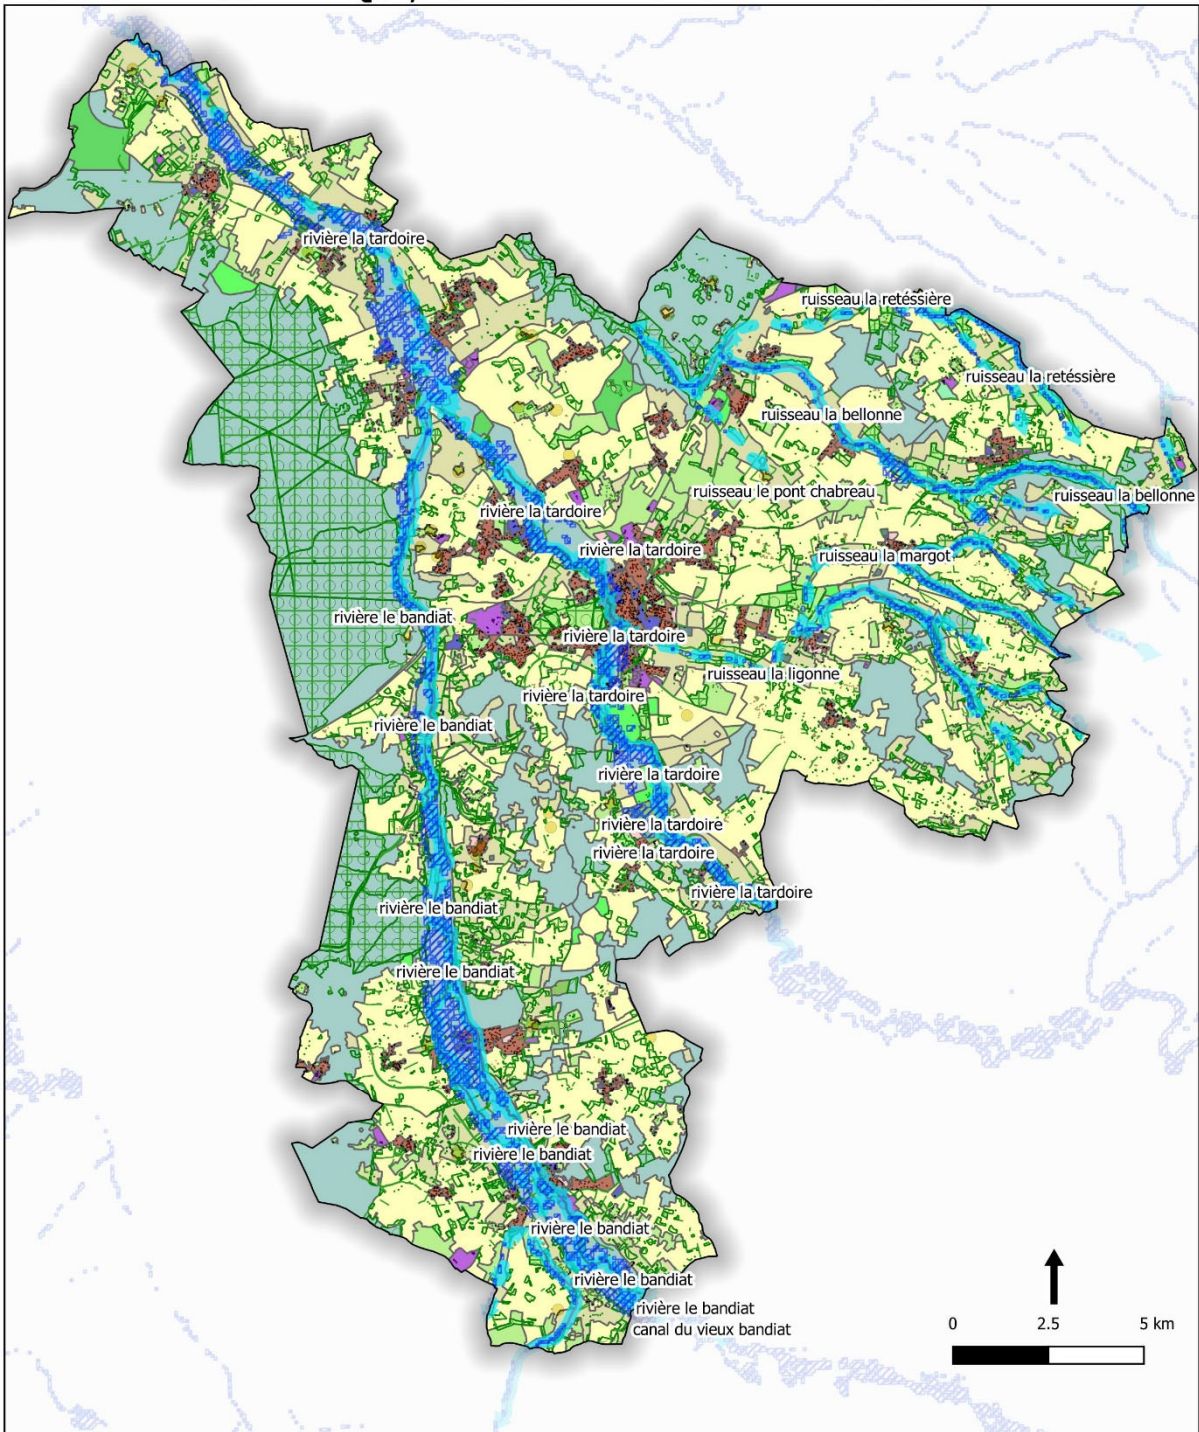 rivière la tardoire
ruisseau la retéssière
ruisseau la retéssière
ruisseau la bellonne
ruisseau le pont chabreau
ruisseau la bellonne
rivière la tardoire
rivière la tardoire
ruisseau la margot
rivière le bandiat
rivière la tardoire
ruisseau la ligonne
rivière la tardoire
rivière le bandiat
rivière la tardoire
rivière la tardoire
rivière la tardoire
rivière la tardoire
rivière le bandiat
rivière le bandiat
rivière le bandiat
rivière le bandiat
rivière le bandiat
rivière le bandiat
rivière le bandiat
canal du vieux bandiat
0 2.5 5 km